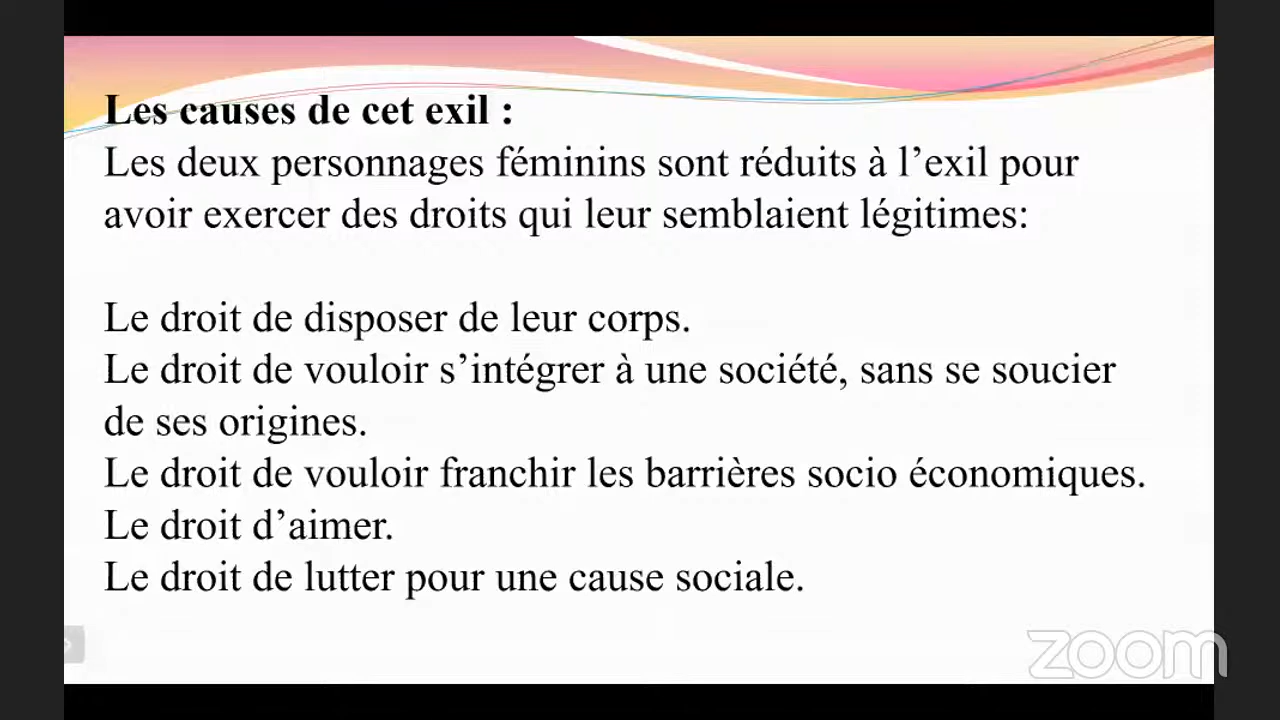 Les causes de cet exil :
Les deux personnages féminins sont réduits à l’exil pour
avoir exercer des droits qui leur semblaient légitimes:
Le droit de disposer de leur corps.
Le droit de vouloir s’intégrer à une société, sans se soucier
de ses origines.
Le droit de vouloir franchir les barrières socio économiques.
Le droit d’aimer.
Le droit de lutter pour une cause sociale.
zoom